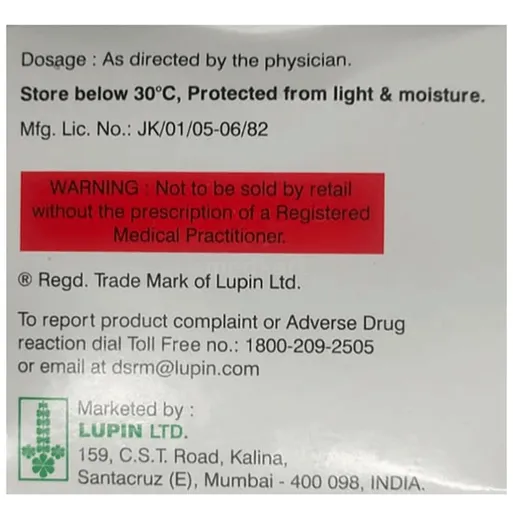 Dosage : As directed by the physician.
Store below 30°C, Protected from light & moisture.
Mfg. Lic. No.: JK/01/05-06/82
WARNING : Not to be sold by retail
without the prescription of a Registered
Medical Practitioner.
® Regd. Trade Mark of Lupin Ltd.
To report product complaint or Adverse Drug
reaction dial Toll Free no.: 1800-209-2505
or email at dsrm@lupin.com
Marketed by :
LUPIN LTD.
159, C.S.T. Road, Kalina,
Santacruz (E), Mumbai - 400 098, INDIA.